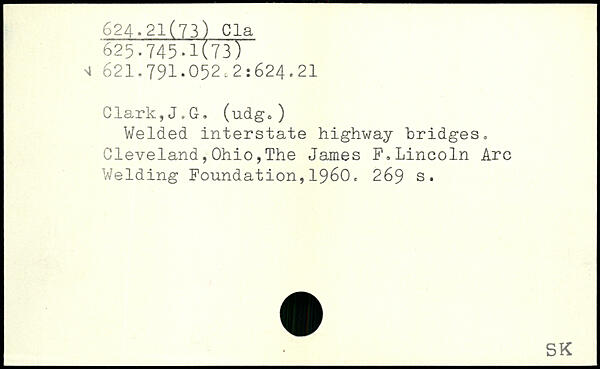 624.21(73) Cla
625.745.1(73)
√ 621.791.052.2:624.21
Clark,J.G. (udg.)
Welded interstate highway bridges.
Cleveland,Ohio,The James F.Lincoln Arc
Welding Foundation,1960. 269 s.
SK